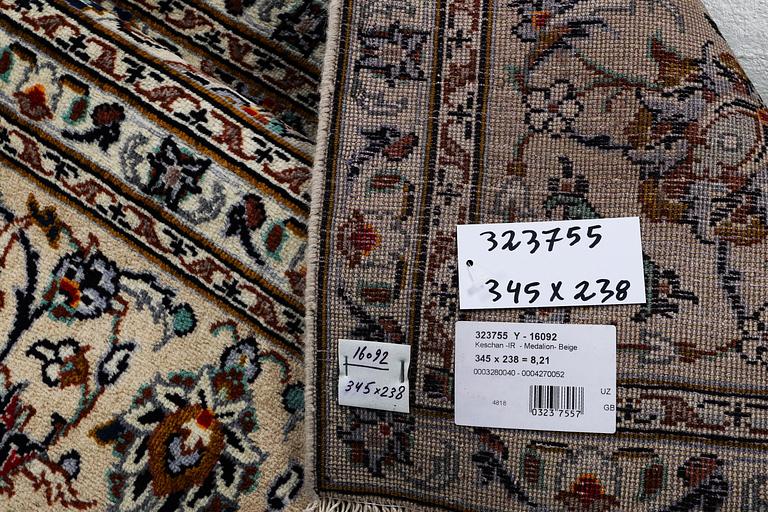 323755
345 X 238
323755 Y - 16092
Keschan -IR - Medalion- Beige
345 x 238 = 8,21
0003280040 - 0004270052
UZ
4818
0323 7557
GB
16092
345x238